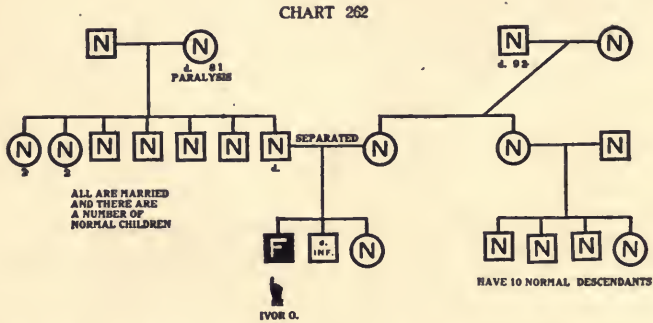 CHART 262
N N N N
d. 81 d. 92
PARALYSIS
SEPARATED
N N N N N N N N N N
d.
ALL ARE MARRIED
AND THERE ARE
A NUMBER OF
NORMAL CHILDREN
F d. INF. N N N N N
HAVE 10 NORMAL DESCENDANTS
IVOR O.